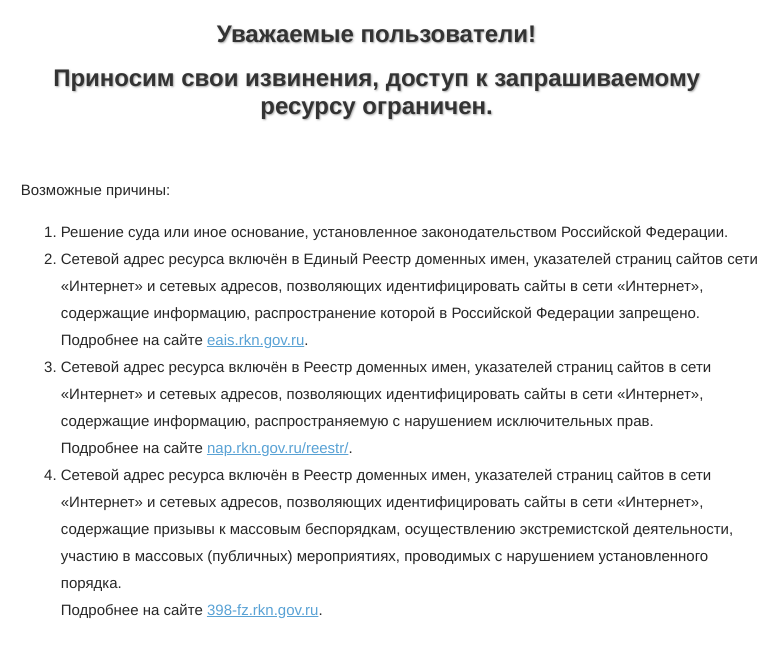 Уважаемые пользователи!
Приносим свои извинения, доступ к запрашиваемому
ресурсу ограничен.
Возможные причины:
1. Решение суда или иное основание, установленное законодательством Российской Федерации.
2. Сетевой адрес ресурса включён в Единый Реестр доменных имен, указателей страниц сайтов сети
«Интернет» и сетевых адресов, позволяющих идентифицировать сайты в сети «Интернет»,
содержащие информацию, распространение которой в Российской Федерации запрещено.
Подробнее на сайте eais.rkn.gov.ru.
3. Сетевой адрес ресурса включён в Реестр доменных имен, указателей страниц сайтов в сети
«Интернет» и сетевых адресов, позволяющих идентифицировать сайты в сети «Интернет»,
содержащие информацию, распространяемую с нарушением исключительных прав.
Подробнее на сайте nap.rkn.gov.ru/reestr/.
4. Сетевой адрес ресурса включён в Реестр доменных имен, указателей страниц сайтов в сети
«Интернет» и сетевых адресов, позволяющих идентифицировать сайты в сети «Интернет»,
содержащие призывы к массовым беспорядкам, осуществлению экстремистской деятельности,
участию в массовых (публичных) мероприятиях, проводимых с нарушением установленного
порядка.
Подробнее на сайте 398-fz.rkn.gov.ru.